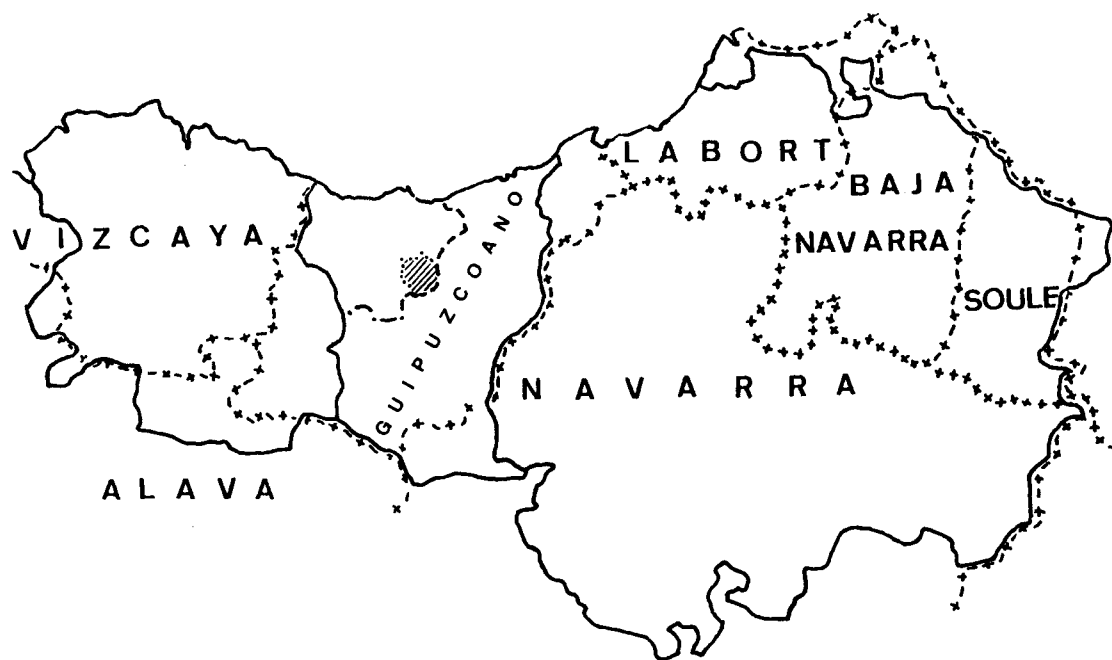 LABORT
BAJA
NAVARRA
VIZCAYA
GUIPUZCOANO
SOULE
NAVARRA
ALAVA